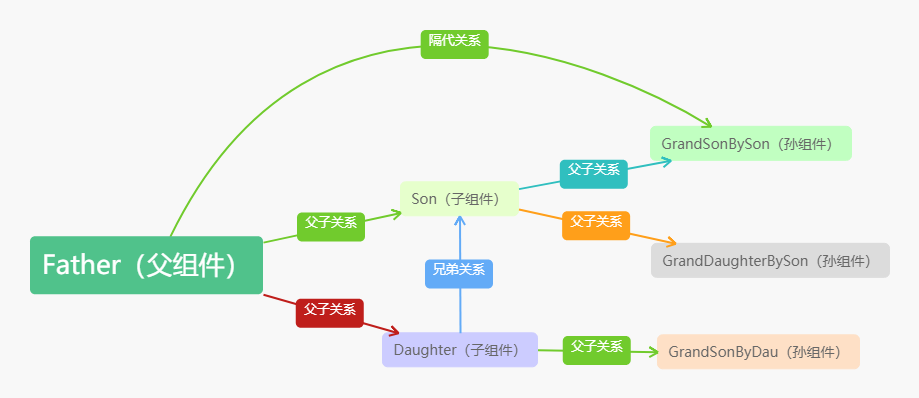 隔代关系
GrandSonBySon（孙组件）
父子关系
Son（子组件）
父子关系
父子关系
GrandDaughterBySon（孙组件）
Father（父组件）
兄弟关系
父子关系
Daughter（子组件）
父子关系
GrandSonByDau（孙组件）